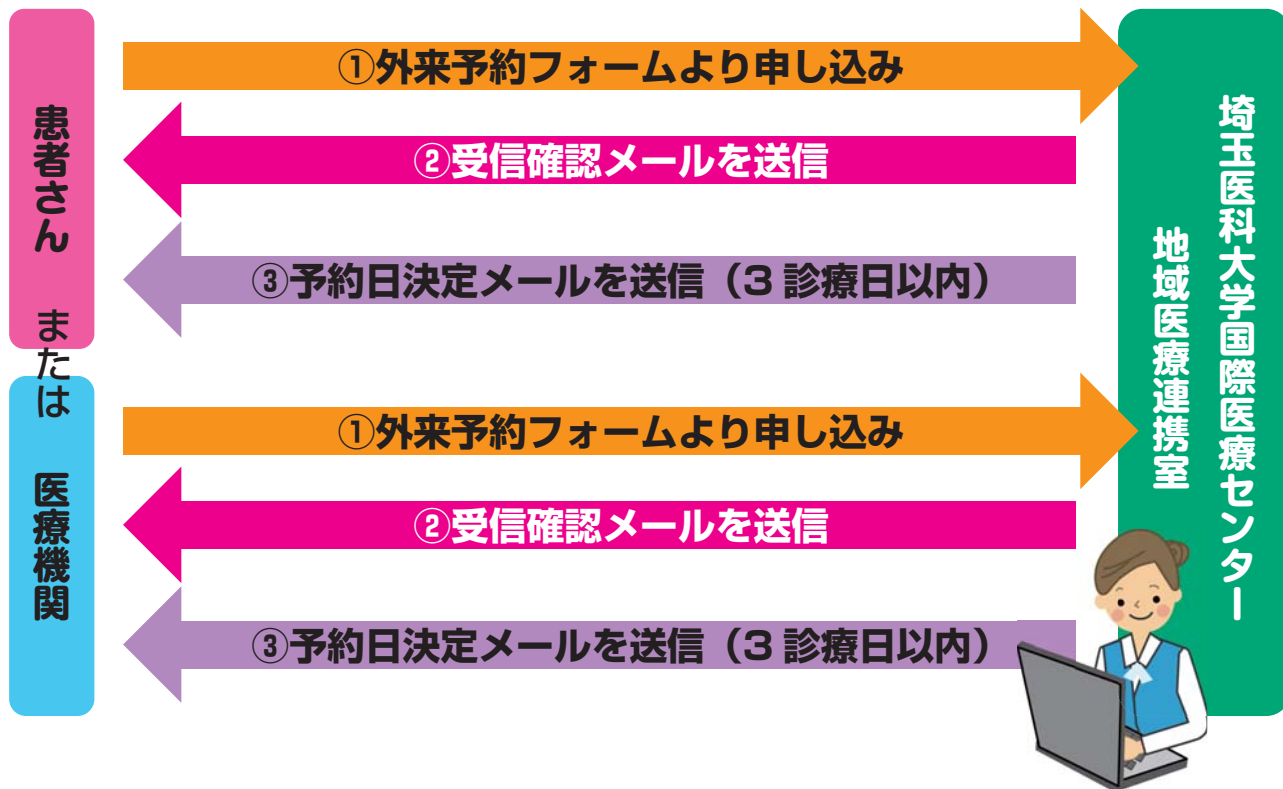 患者さん
または
医療機関
①外来予約フォームより申し込み
②受信確認メールを送信
③予約日決定メールを送信（3 診療日以内）
①外来予約フォームより申し込み
②受信確認メールを送信
③予約日決定メールを送信（3 診療日以内）
埼玉医科大学国際医療センター
地域医療連携室